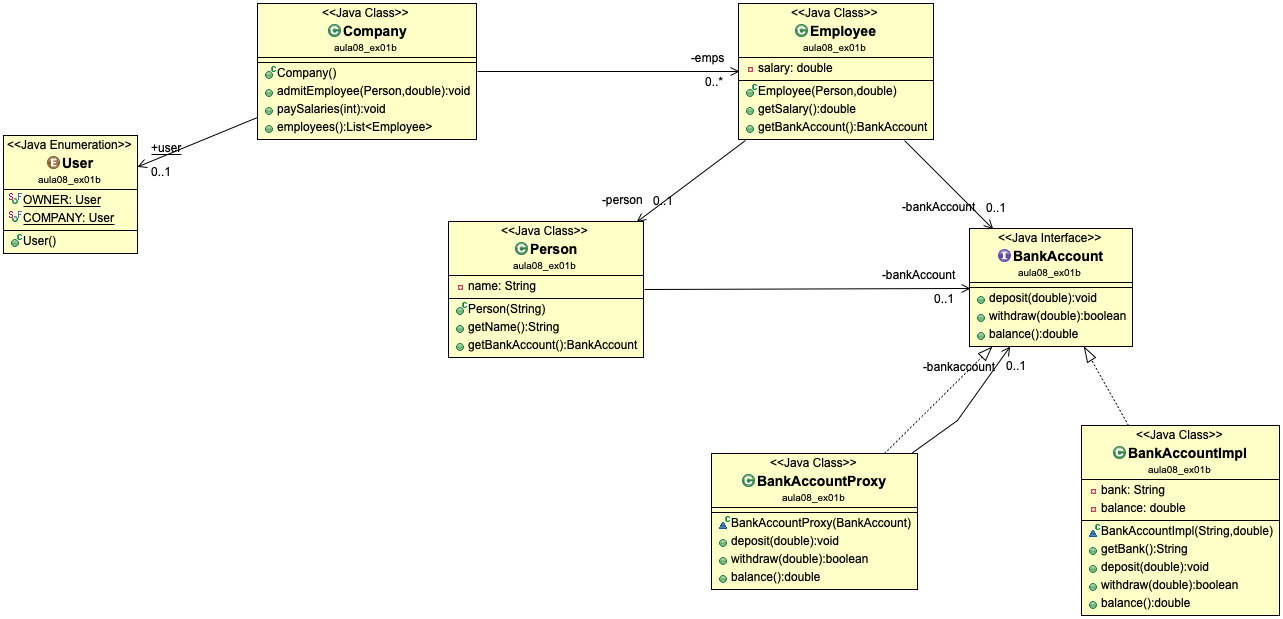 <<Java Class>>
Company
aula08_ex01b
Company()
admitEmployee(Person,double):void
paySalaries(int):void
employees():List<Employee>
-emps
0..*
<<Java Class>>
Employee
aula08_ex01b
salary: double
Employee(Person,double)
getSalary():double
getBankAccount():BankAccount
+user
0..1
<<Java Enumeration>>
User
aula08_ex01b
OWNER: User
COMPANY: User
User()
-person
0..1
-bankAccount
0..1
<<Java Class>>
Person
aula08_ex01b
name: String
Person(String)
getName():String
getBankAccount():BankAccount
-bankAccount
0..1
<<Java Interface>>
BankAccount
aula08_ex01b
deposit(double):void
withdraw(double):boolean
balance():double
-bankaccount
0..1
<<Java Class>>
BankAccountProxy
aula08_ex01b
BankAccountProxy(BankAccount)
deposit(double):void
withdraw(double):boolean
balance():double
<<Java Class>>
BankAccountImpl
aula08_ex01b
bank: String
balance: double
BankAccountImpl(String,double)
getBank():String
deposit(double):void
withdraw(double):boolean
balance():double